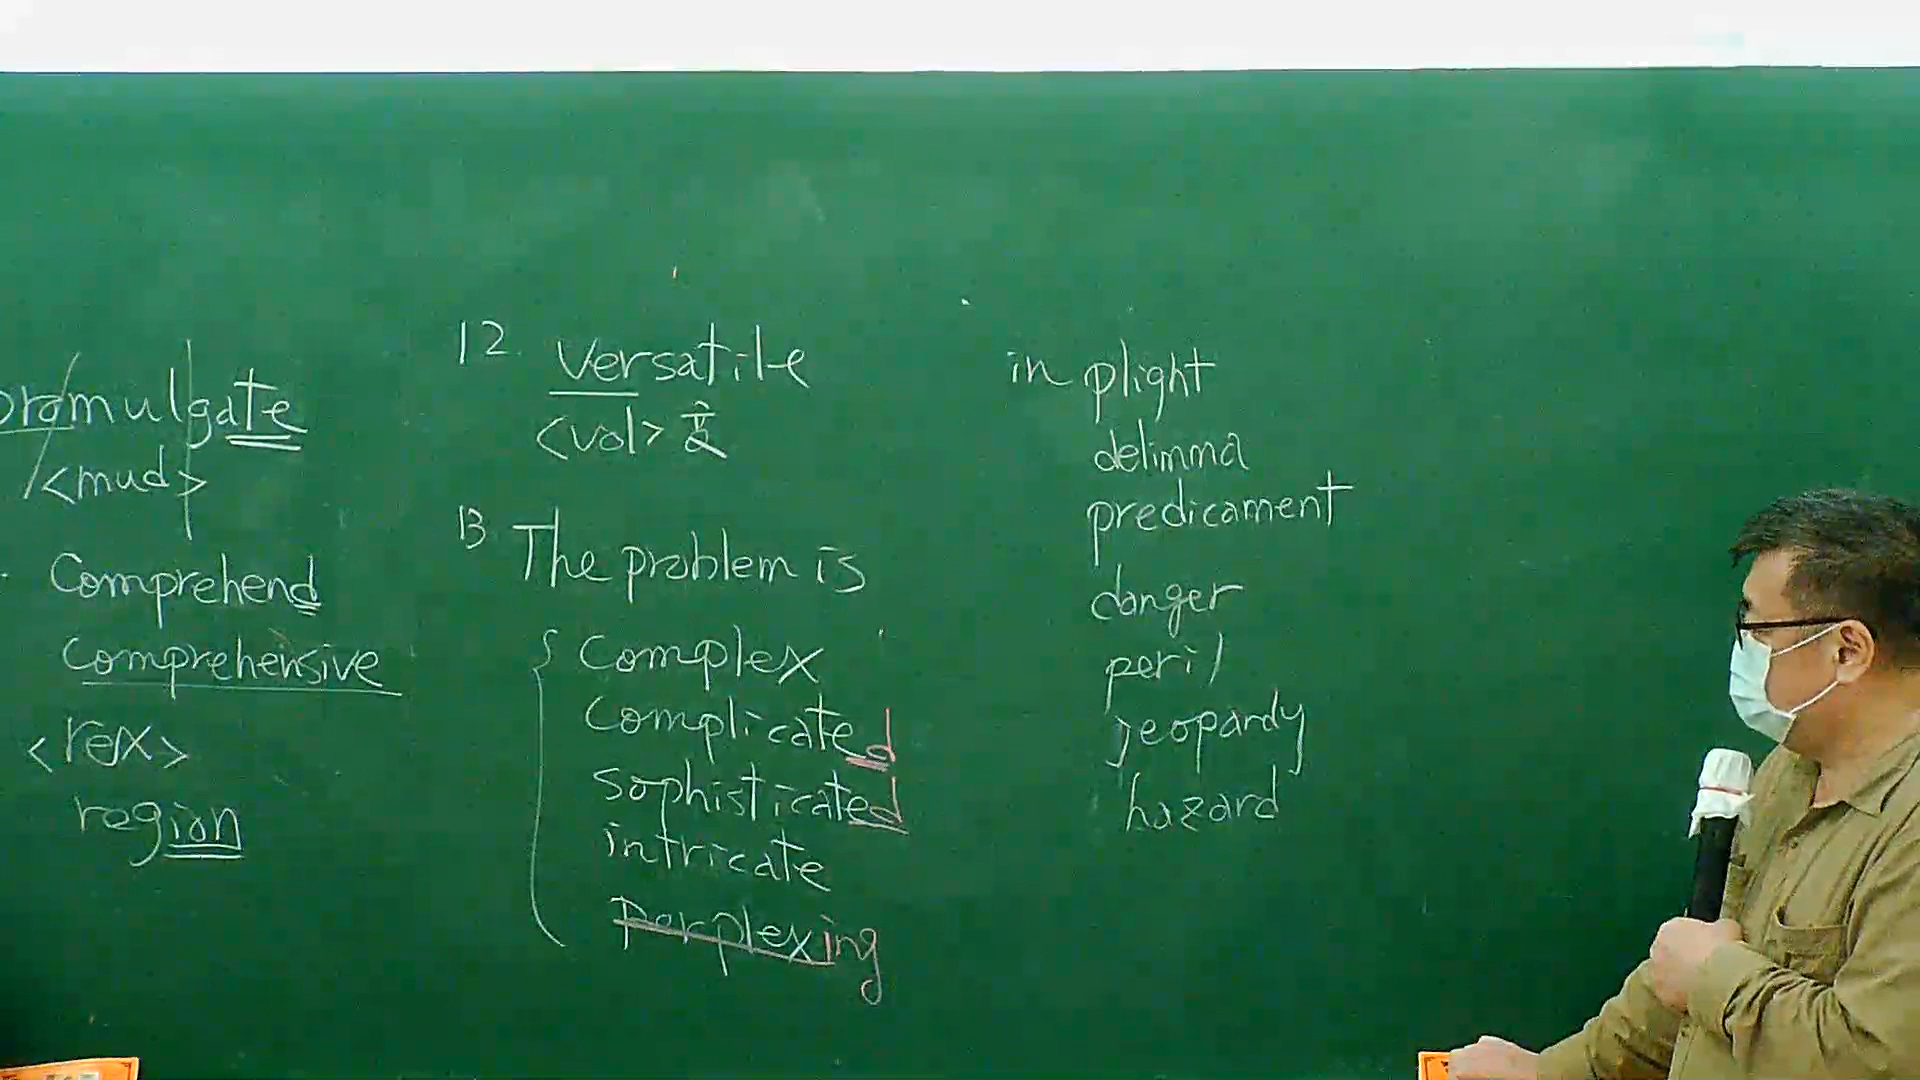 promulgate
<mud>
Comprehend
Comprehensive
<rex>
region
12. versatile
<vol>
13 The problem is
complex
complicated
sophisticated
intricate
perplexing
in plight
delimma
predicament
danger
peril
jeopardy
hazard